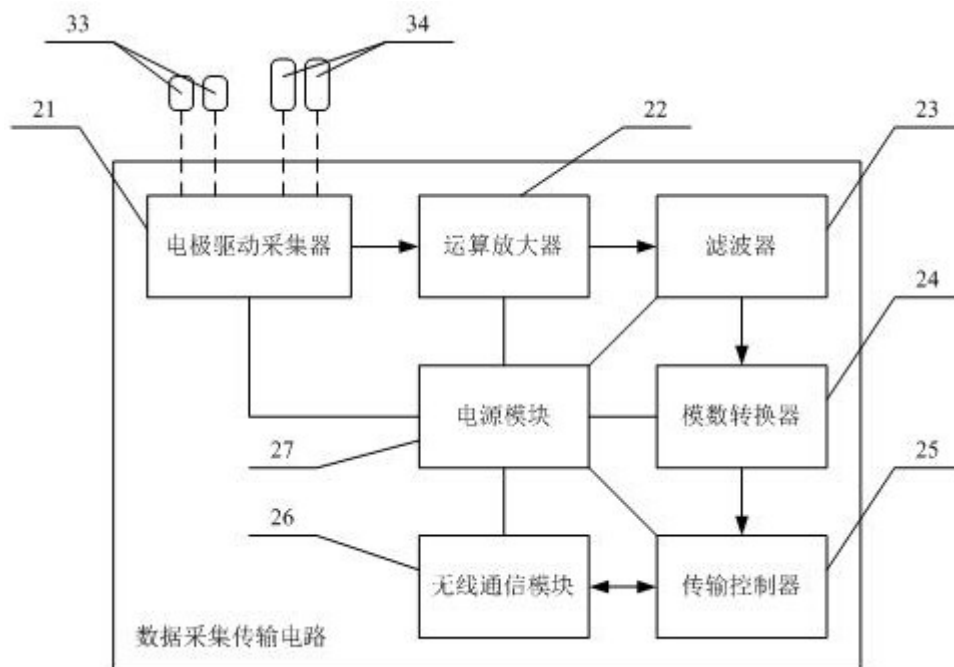 33
34
21
22
23
电极驱动采集器
运算放大器
滤波器
24
电源模块
模数转换器
27
25
26
无线通信模块
传输控制器
数据采集传输电路